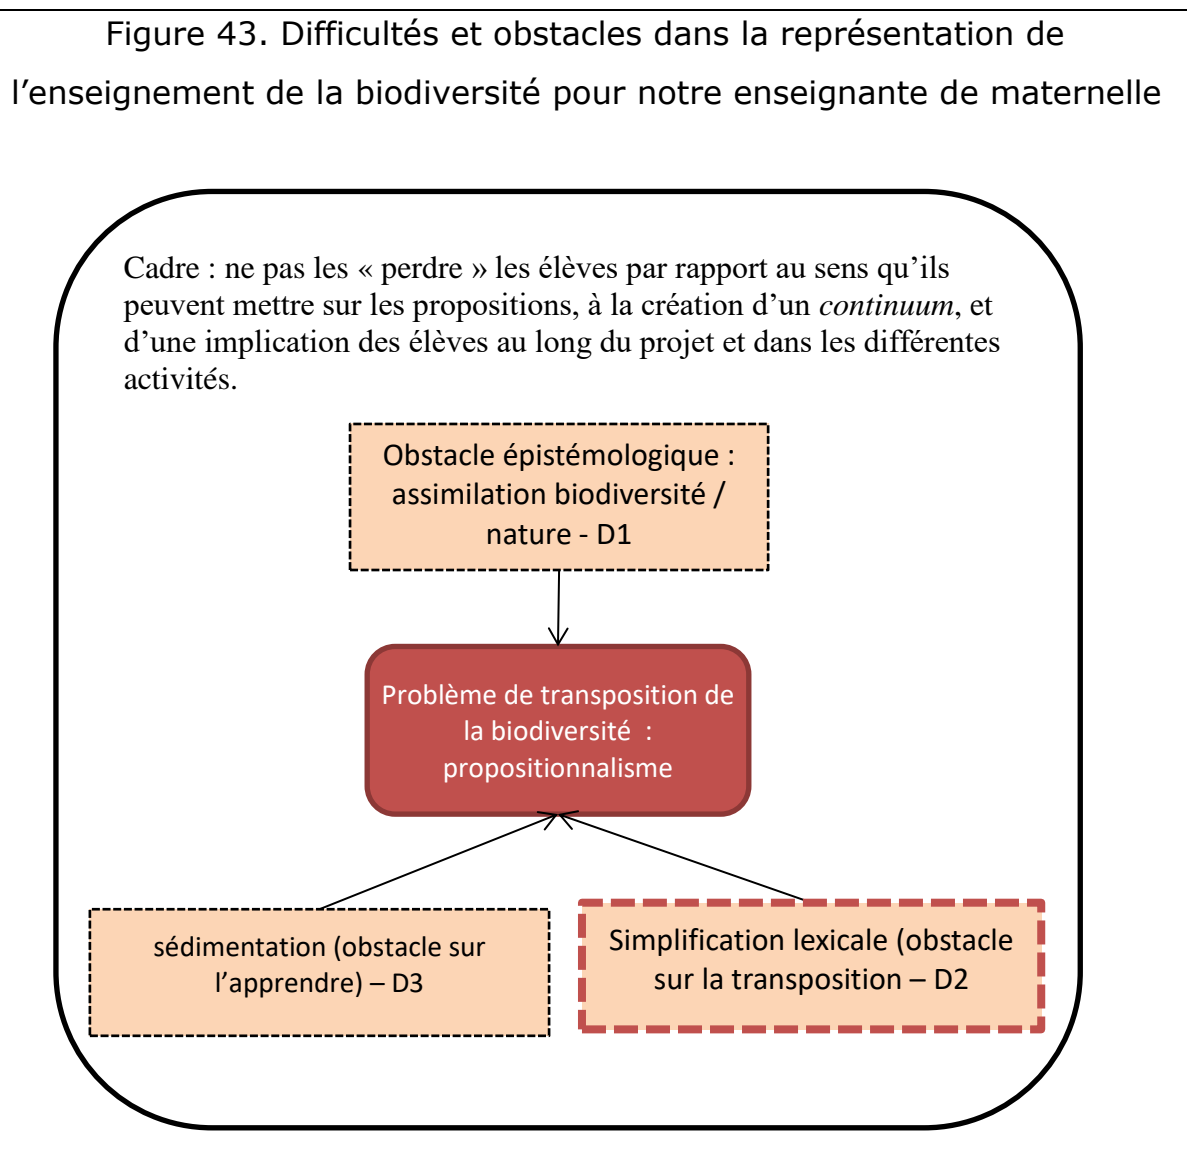 Figure 43. Difficultés et obstacles dans la représentation de
l’enseignement de la biodiversité pour notre enseignante de maternelle
Cadre : ne pas les « perdre » les élèves par rapport au sens qu’ils
peuvent mettre sur les propositions, à la création d’un continuum, et
d’une implication des élèves au long du projet et dans les différentes
activités.
Obstacle épistémologique :
assimilation biodiversité /
nature - D1
Problème de transposition de
la biodiversité  :
propositionnalisme
sédimentation (obstacle sur
l’apprendre) – D3
Simplification lexicale (obstacle
sur la transposition – D2